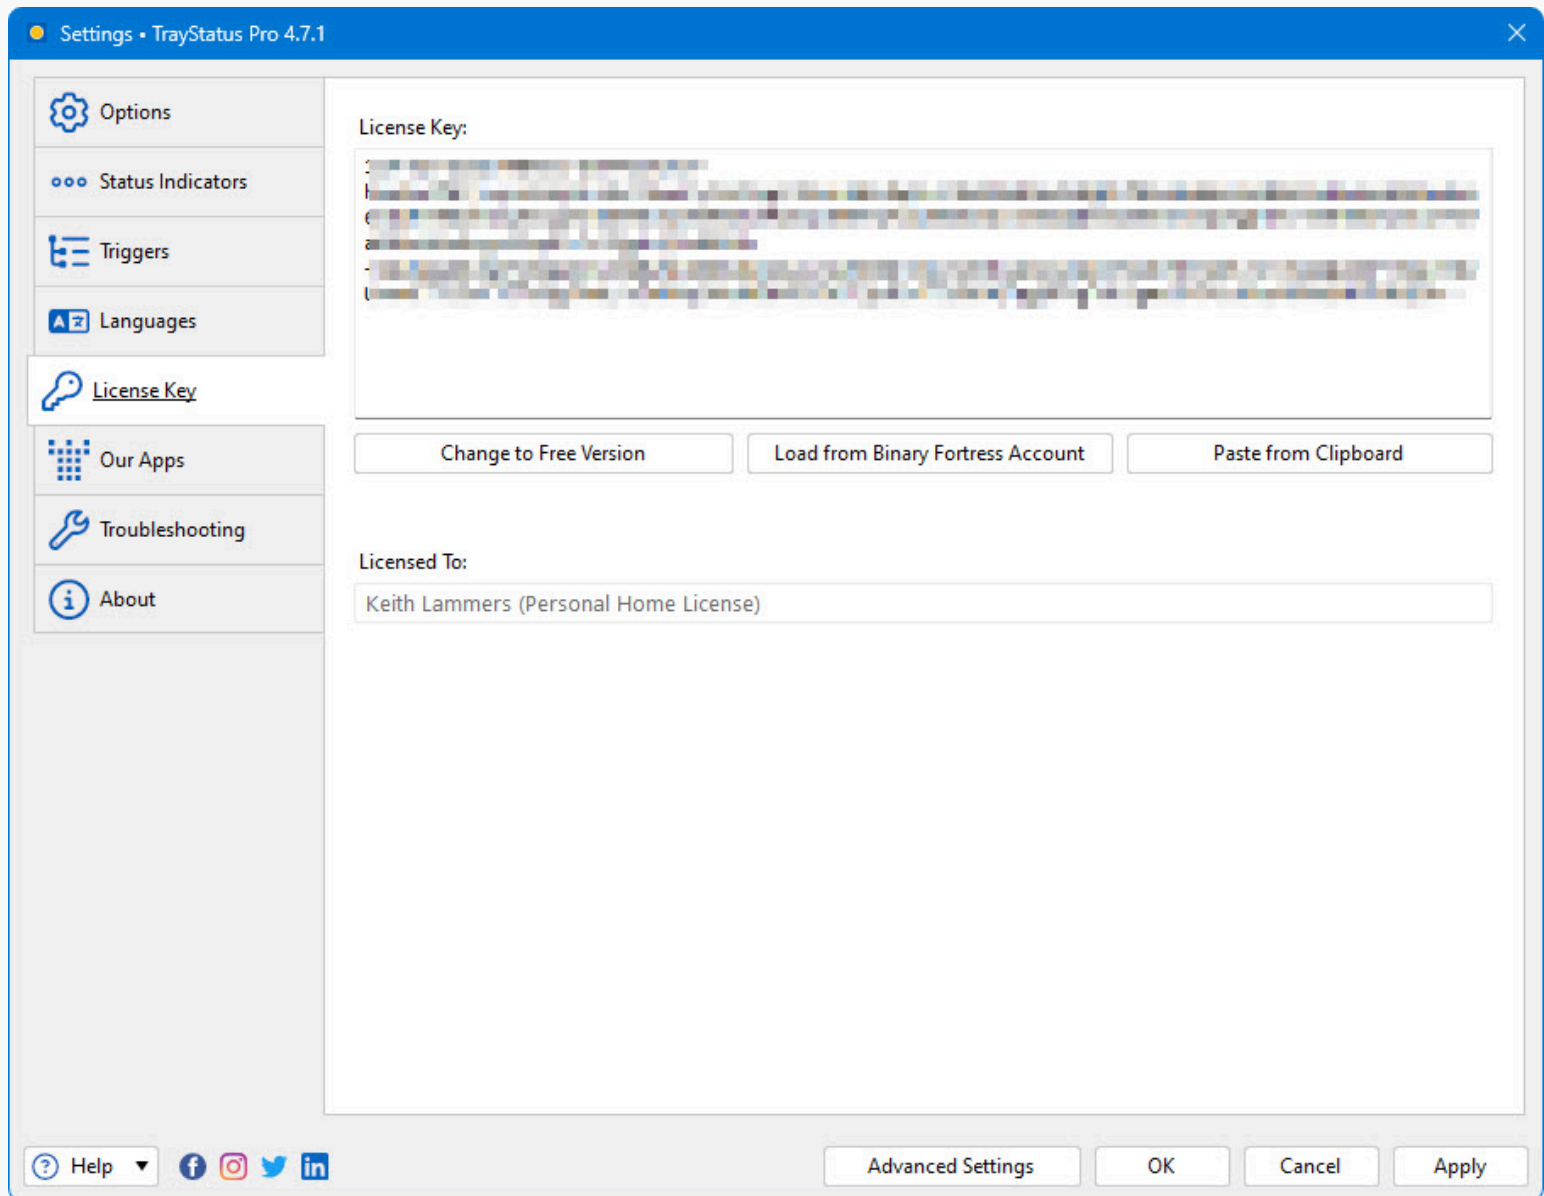 Settings • TrayStatus Pro 4.7.1
Options
Status Indicators
Triggers
Languages
License Key
Our Apps
Troubleshooting
About
License Key:
Change to Free Version
Load from Binary Fortress Account
Paste from Clipboard
Licensed To:
Keith Lammers (Personal Home License)
Help
Advanced Settings
OK
Cancel
Apply